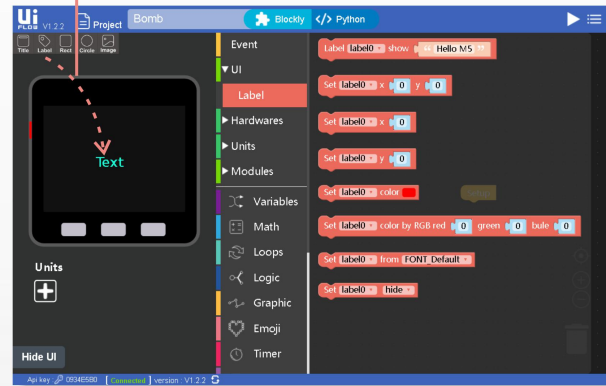 Ui
FLOW V1.2.2 Project Bomb Blockly </> Python
Title Label Rect Circle Image
Text
Units
Hide UI
Event
UI
Label
Hardwares
Units
Modules
Variables
Math
Loops
Logic
Graphic
Emoji
Timer
Label label0 show " Hello M5 "
Set label0 x 0 y 0
Set label0 x 0
Set label0 y 0
Set label0 color
Set label0 color by RGB red 0 green 0 bule 0
Set label0 from FONT_Default
Set label0 hide
Api key 0934E5B0 [ Connected ] version : V1.2.2